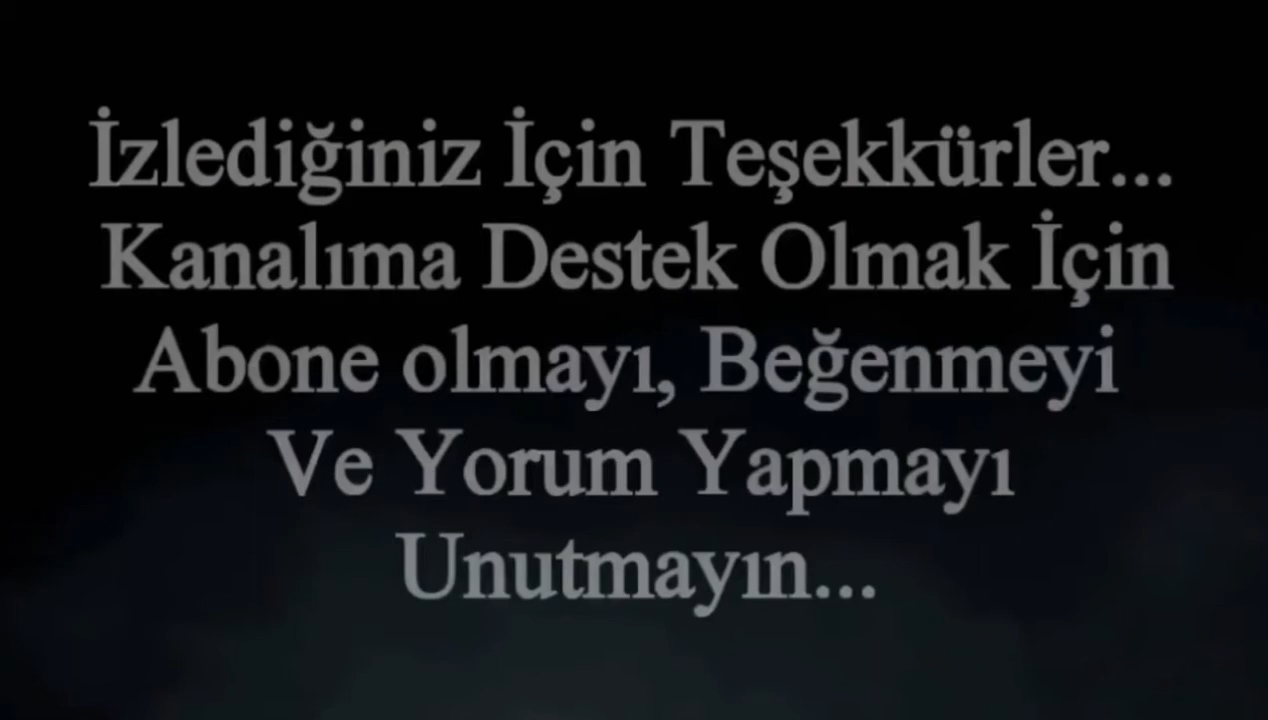 İzlediğiniz İçin Teşekkürler...
Kanalıma Destek Olmak İçin
Abone olmayı, Beğenmeyi
Ve Yorum Yapmayı
Unutmayın...